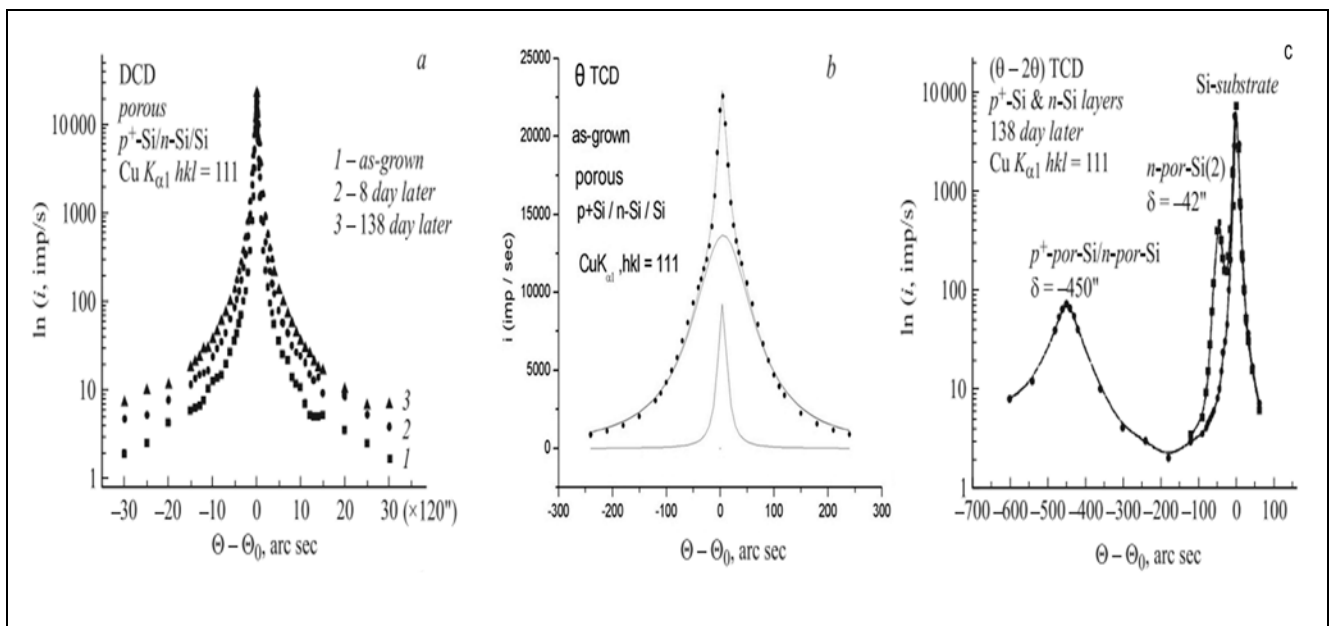 a
DCD
porous
p⁺-Si/n-Si/Si
Cu Kα1 hkl = 111
1 – as-grown
2 – 8 day later
3 – 138 day later
10000
1000
100
10
1
3
2
1
–30 –20 –10 0 10 20 30 (×120")
ln (i, imp/s)
Θ – Θ0, arc sec
b
θ TCD
as-grown
porous
p+Si / n-Si / Si
CuKα1 ,hkl = 111
25000
20000
15000
10000
5000
0
-300 -200 -100 0 100 200 300
i (imp / sec)
Θ – Θ0, arc sec
c
(θ – 2θ) TCD
p⁺-Si & n-Si layers
138 day later
Cu Kα1 hkl = 111
Si-substrate
n-por-Si(2)
δ = –42"
p⁺-por-Si/n-por-Si
δ = –450"
10000
1000
100
10
1
–700 –600 –500 –400 –300 –200 –100 0 100
ln (i, imp/s)
Θ – Θ0, arc sec